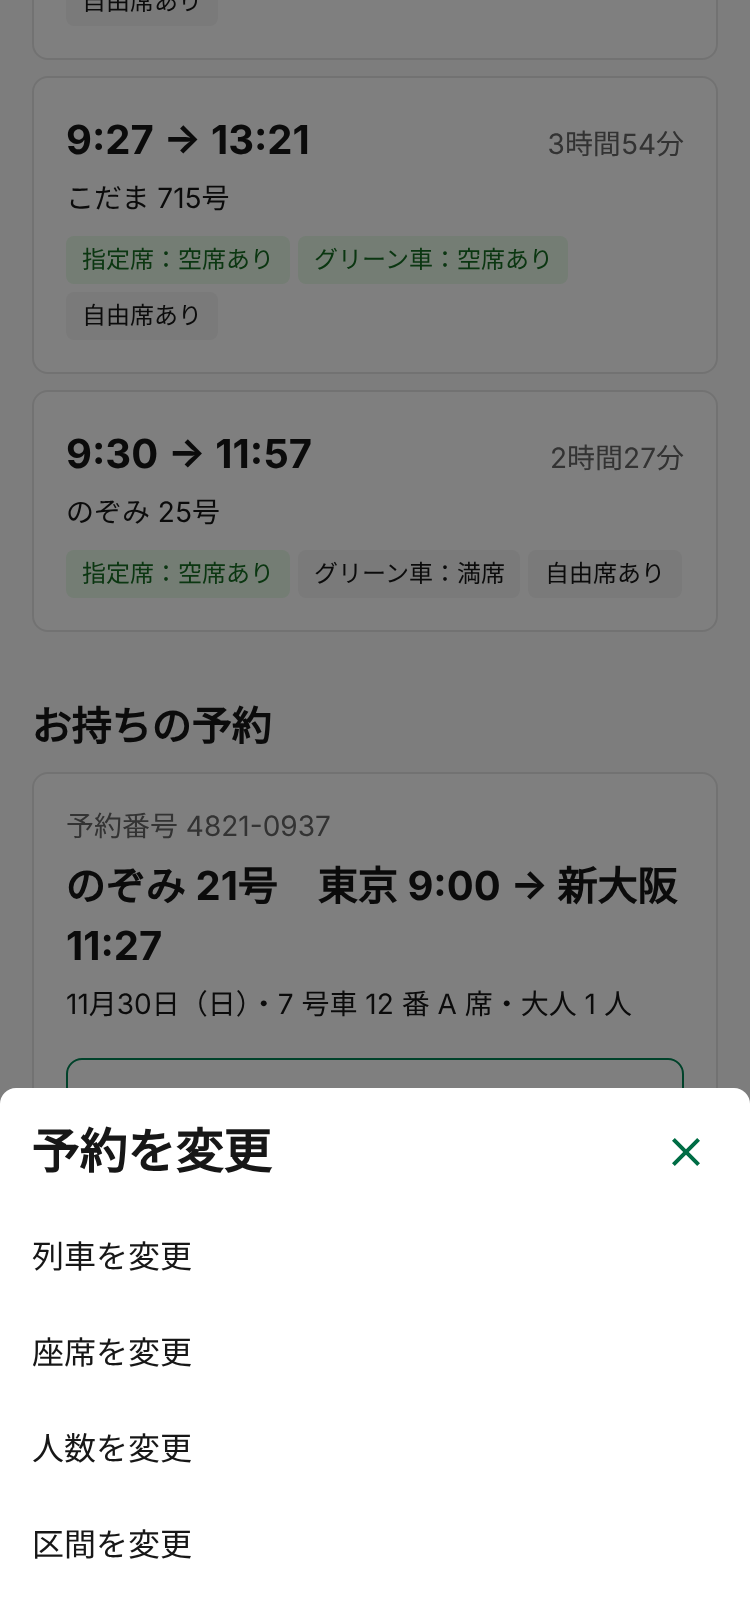 自由席あり
9:27 → 13:21
3時間54分
こだま 715号
指定席：空席あり
グリーン車：空席あり
自由席あり
9:30 → 11:57
2時間27分
のぞみ 25号
指定席：空席あり
グリーン車：満席
自由席あり
お持ちの予約
予約番号 4821-0937
のぞみ 21号　東京 9:00 → 新大阪
11:27
11月30日（日）・7 号車 12 番 A 席・大人 1 人
予約を変更
列車を変更
座席を変更
人数を変更
区間を変更